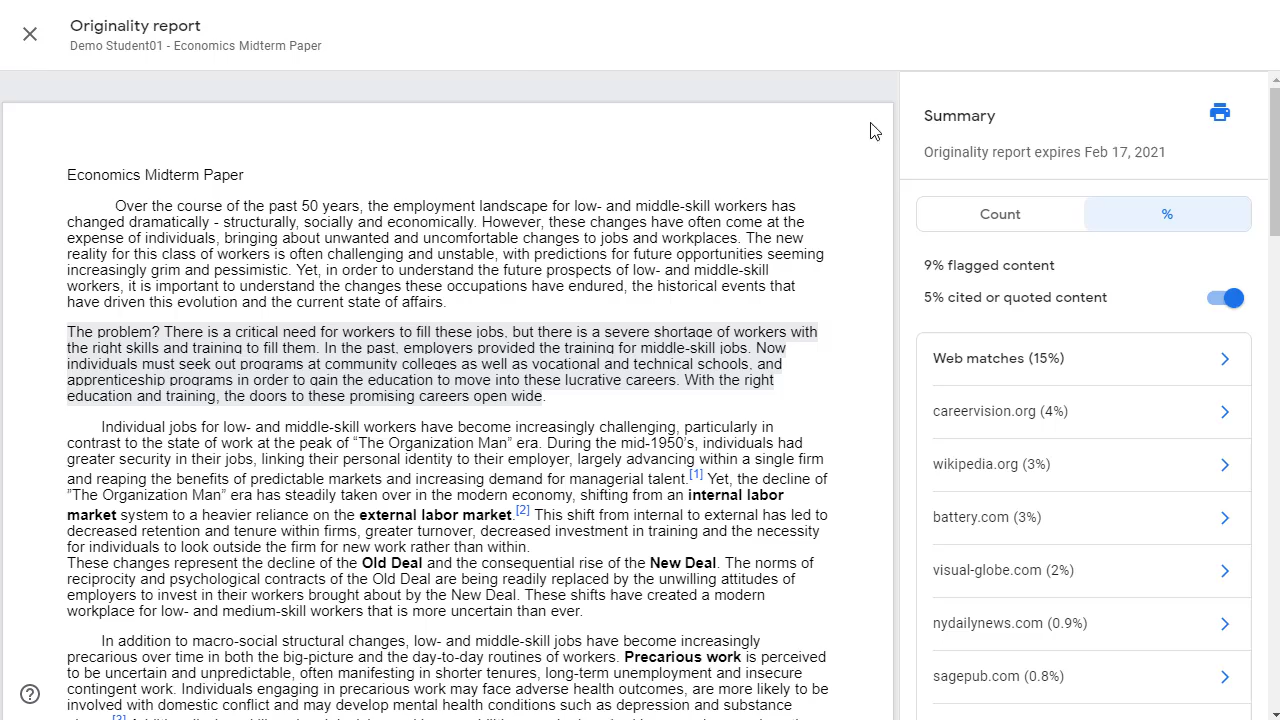 Originality report
Demo Student01 - Economics Midterm Paper
Economics Midterm Paper
Over the course of the past 50 years, the employment landscape for low- and middle-skill workers has
changed dramatically - structurally, socially and economically. However, these changes have often come at the
expense of individuals, bringing about unwanted and uncomfortable changes to jobs and workplaces. The new
reality for this class of workers is often challenging and unstable, with predictions for future opportunities seeming
increasingly grim and pessimistic. Yet, in order to understand the future prospects of low- and middle-skill
workers, it is important to understand the changes these occupations have endured, the historical events that
have driven this evolution and the current state of affairs.
The problem? There is a critical need for workers to fill these jobs, but there is a severe shortage of workers with
the right skills and training to fill them. In the past, employers provided the training for middle-skill jobs. Now
individuals must seek out programs at community colleges as well as vocational and technical schools, and
apprenticeship programs in order to gain the education to move into these lucrative careers. With the right
education and training, the doors to these promising careers open wide.
Individual jobs for low- and middle-skill workers have become increasingly challenging, particularly in
contrast to the state of work at the peak of “The Organization Man” era. During the mid-1950’s, individuals had
greater security in their jobs, linking their personal identity to their employer, largely advancing within a single firm
and reaping the benefits of predictable markets and increasing demand for managerial talent.[1] Yet, the decline of
”The Organization Man” era has steadily taken over in the modern economy, shifting from an internal labor
market system to a heavier reliance on the external labor market.[2] This shift from internal to external has led to
decreased retention and tenure within firms, greater turnover, decreased investment in training and the necessity
for individuals to look outside the firm for new work rather than within.
These changes represent the decline of the Old Deal and the consequential rise of the New Deal. The norms of
reciprocity and psychological contracts of the Old Deal are being readily replaced by the unwilling attitudes of
employers to invest in their workers brought about by the New Deal. These shifts have created a modern
workplace for low- and medium-skill workers that is more uncertain than ever.
In addition to macro-social structural changes, low- and middle-skill jobs have become increasingly
precarious over time in both the big-picture and the day-to-day routines of workers. Precarious work is perceived
to be uncertain and unpredictable, often manifesting in shorter tenures, long-term unemployment and insecure
contingent work. Individuals engaging in precarious work may face adverse health outcomes, are more likely to be
involved with domestic conflict and may develop mental health conditions such as depression and substance
Summary
Originality report expires Feb 17, 2021
Count
%
9% flagged content
5% cited or quoted content
Web matches (15%)
careervision.org (4%)
wikipedia.org (3%)
battery.com (3%)
visual-globe.com (2%)
nydailynews.com (0.9%)
sagepub.com (0.8%)